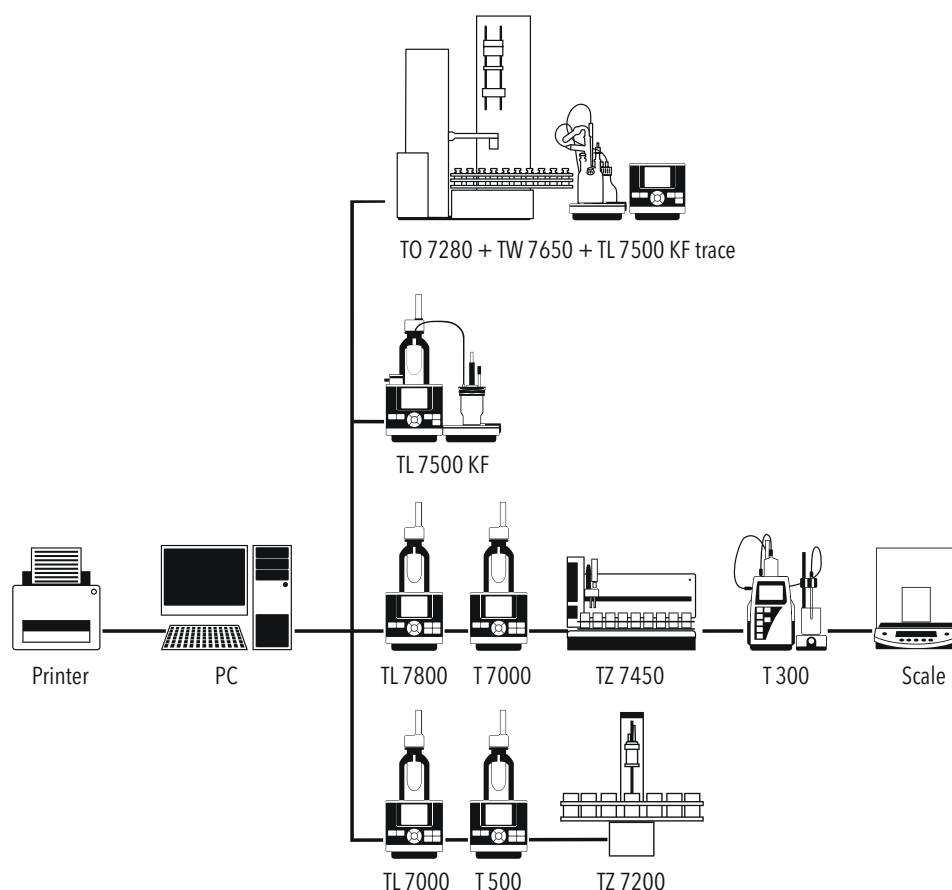 TO 7280 + TW 7650 + TL 7500 KF trace
TL 7500 KF
Printer
PC
TL 7800
T 7000
TZ 7450
T 300
Scale
TL 7000
T 500
TZ 7200